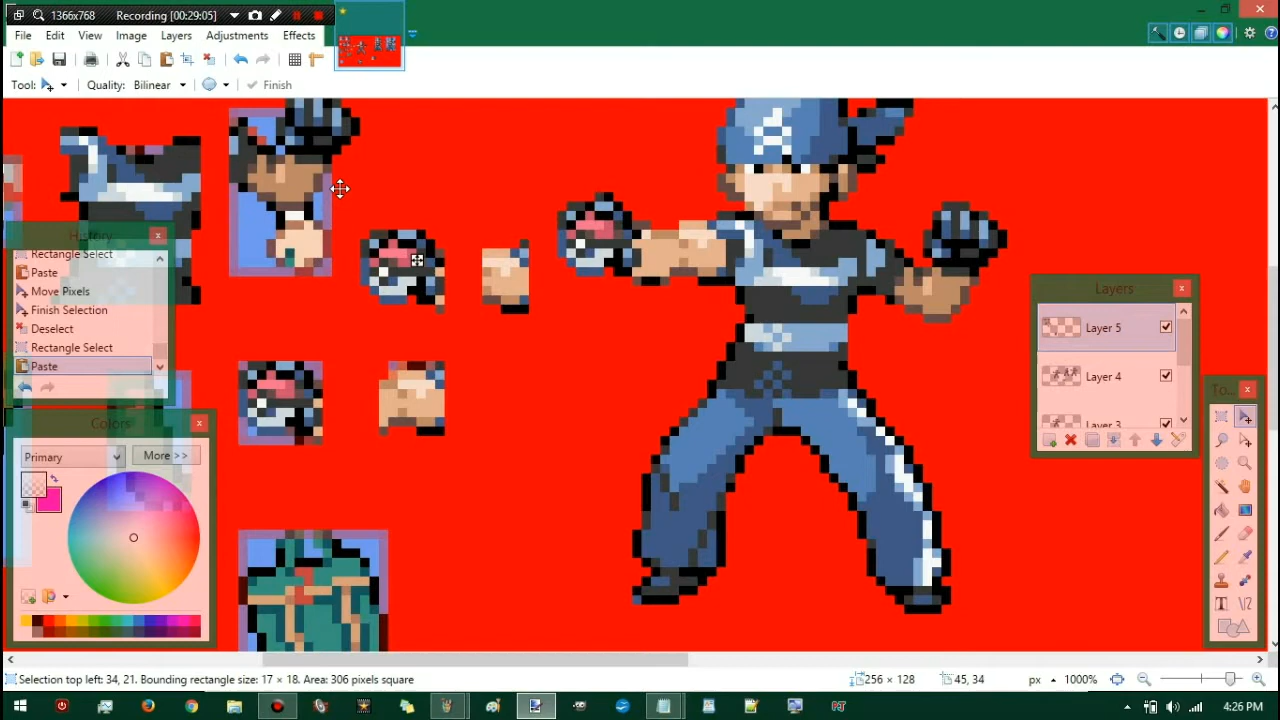 1366x768 Recording [00:29:05]
File Edit View Image Layers Adjustments Effects
Tool: Quality: Bilinear Finish
History
Rectangle Select
Paste
Move Pixels
Finish Selection
Deselect
Rectangle Select
Paste
Colors
Primary More >>
Layers
Layer 5
Layer 4
Layer 3
To...
Selection top left: 34, 21. Bounding rectangle size: 17 × 18. Area: 306 pixels square 256 × 128 45, 34 px 1000%
4:26 PM